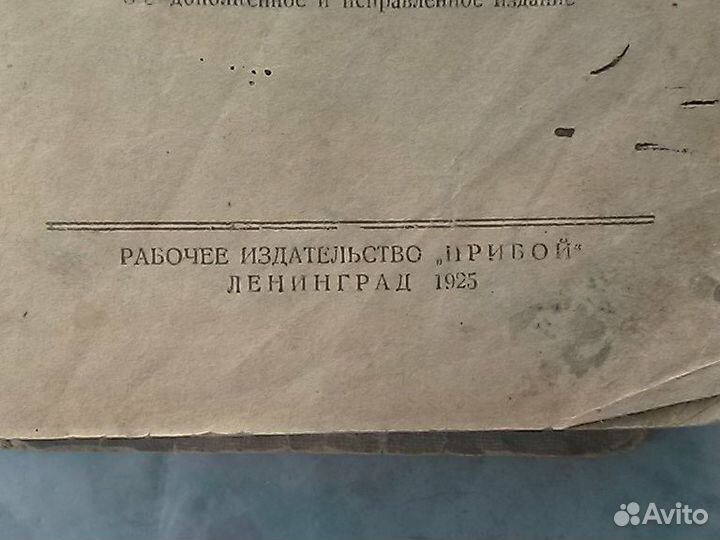 дополненное и исправленное издание
РАБОЧЕЕ ИЗДАТЕЛЬСТВО „ПРИБОЙ“
ЛЕНИНГРАД 1925
Avito